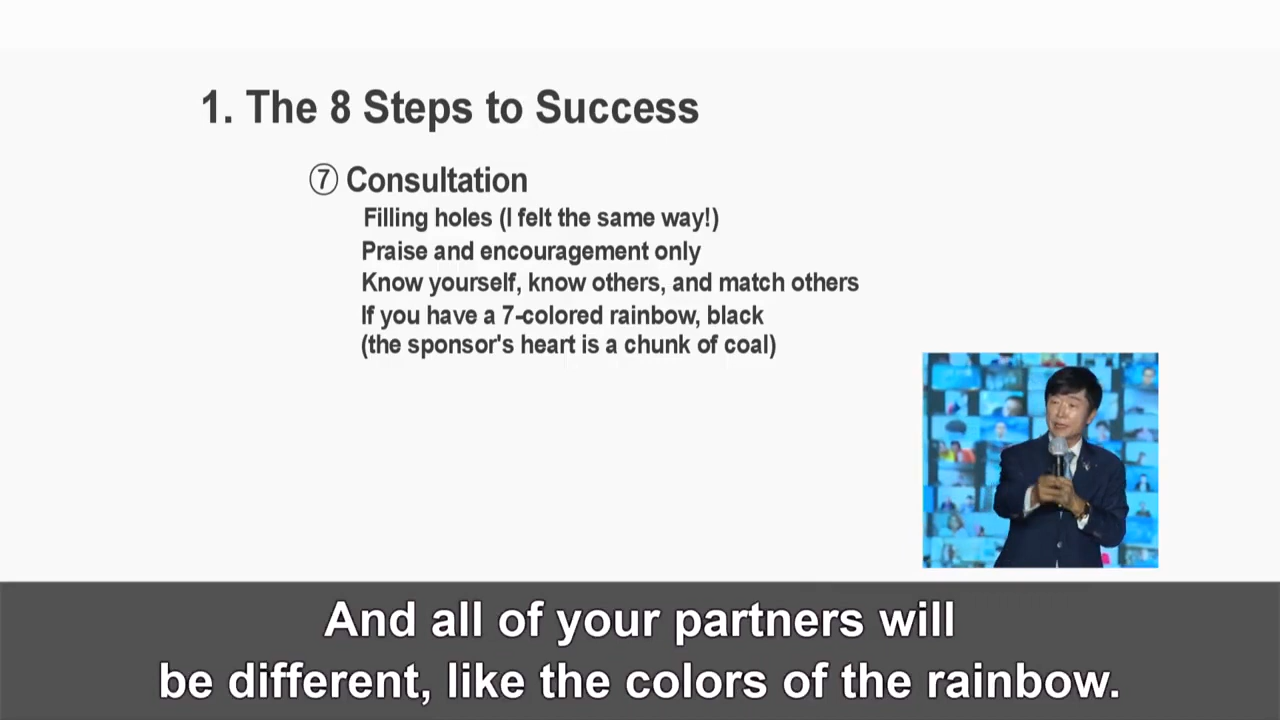 1. The 8 Steps to Success
⑦ Consultation
Filling holes (I felt the same way!)
Praise and encouragement only
Know yourself, know others, and match others
If you have a 7-colored rainbow, black
(the sponsor's heart is a chunk of coal)
And all of your partners will
be different, like the colors of the rainbow.